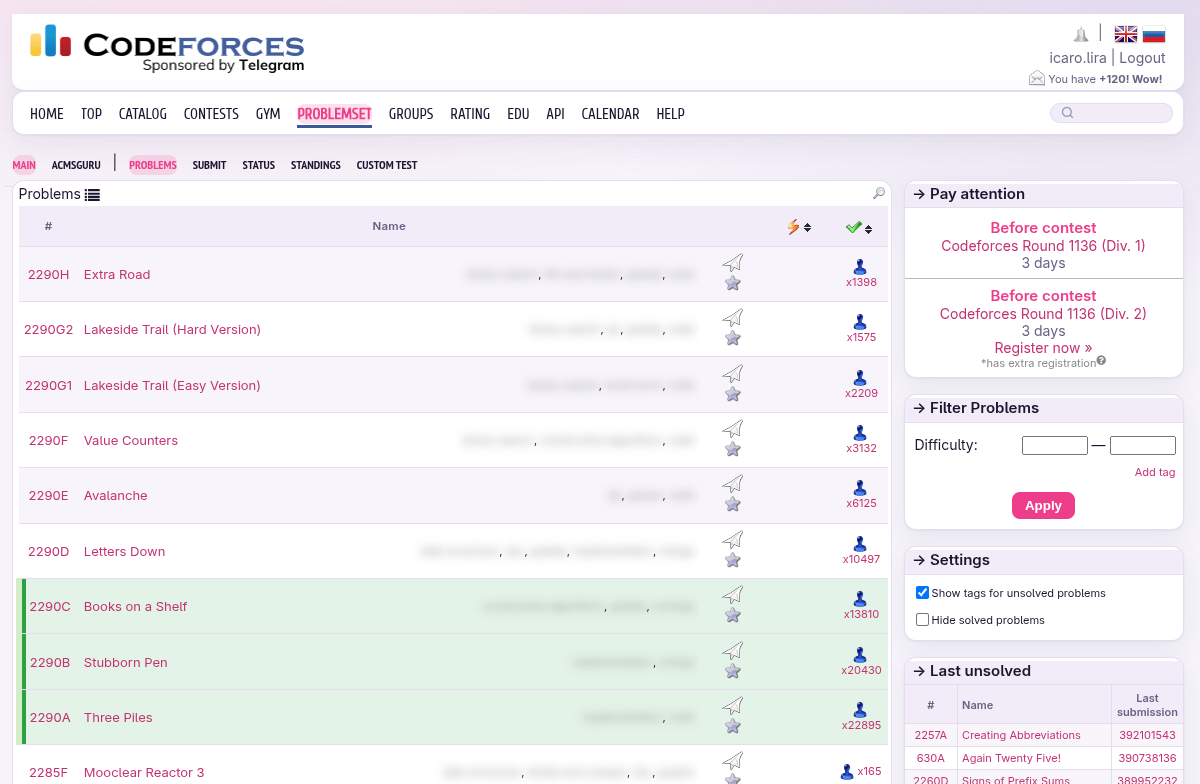 CODEFORCES
Sponsored by Telegram
icaro.lira | Logout
You have +120! Wow!
HOME TOP CATALOG CONTESTS GYM PROBLEMSET GROUPS RATING EDU API CALENDAR HELP
MAIN ACMSGURU | PROBLEMS SUBMIT STATUS STANDINGS CUSTOM TEST
Problems
# Name
2290H Extra Road x1398
2290G2 Lakeside Trail (Hard Version) x1575
2290G1 Lakeside Trail (Easy Version) x2209
2290F Value Counters x3132
2290E Avalanche x6125
2290D Letters Down x10497
2290C Books on a Shelf x13810
2290B Stubborn Pen x20430
2290A Three Piles x22895
2285F Mooclear Reactor 3 x165
→ Pay attention
Before contest
Codeforces Round 1136 (Div. 1)
3 days
Before contest
Codeforces Round 1136 (Div. 2)
3 days
Register now »
*has extra registration
→ Filter Problems
Difficulty: —
Add tag
Apply
→ Settings
Show tags for unsolved problems
Hide solved problems
→ Last unsolved
# Name Last submission
2257A Creating Abbreviations 392101543
630A Again Twenty Five! 390738136
2260D Signs of Prefix Sums 389952232